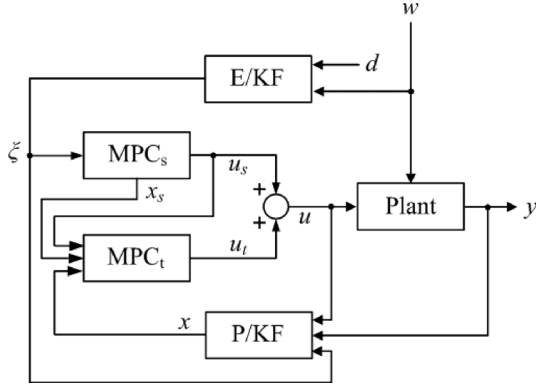 w
d
E/KF
ξ
MPCs
us
xs
+
+
u
Plant
y
MPCt
ut
x
P/KF